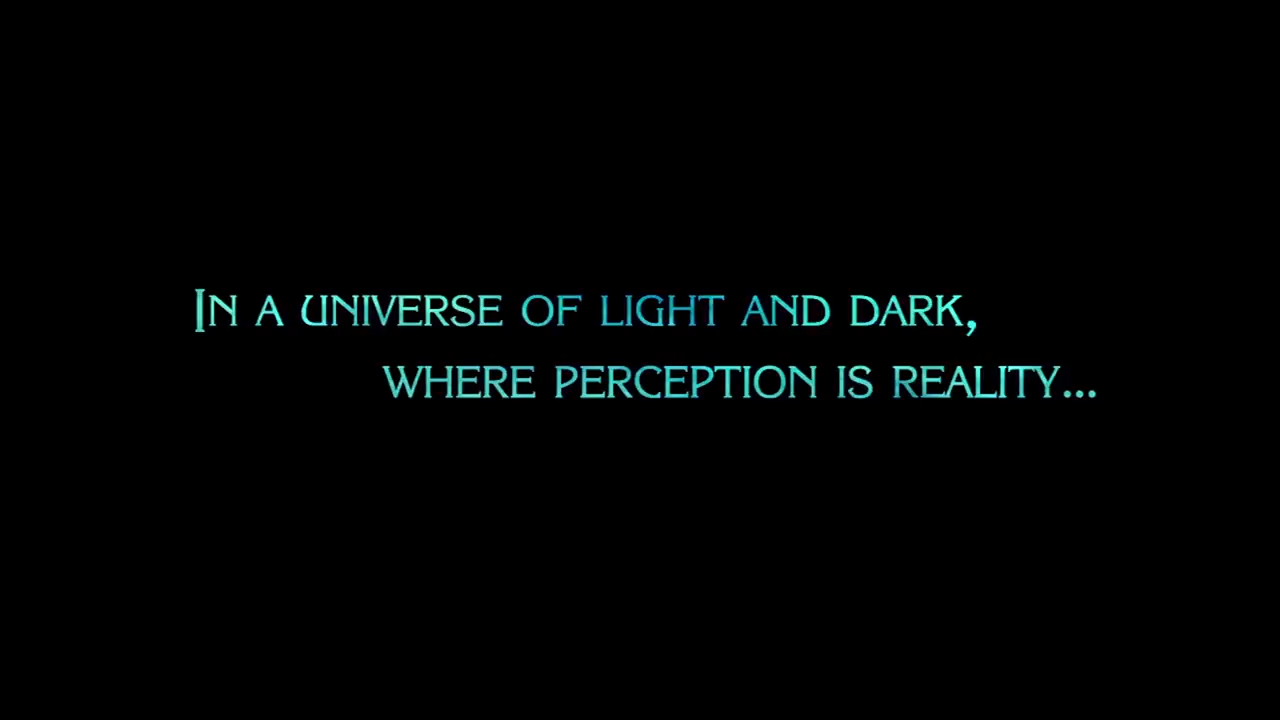 In a universe of light and dark,
where perception is reality...